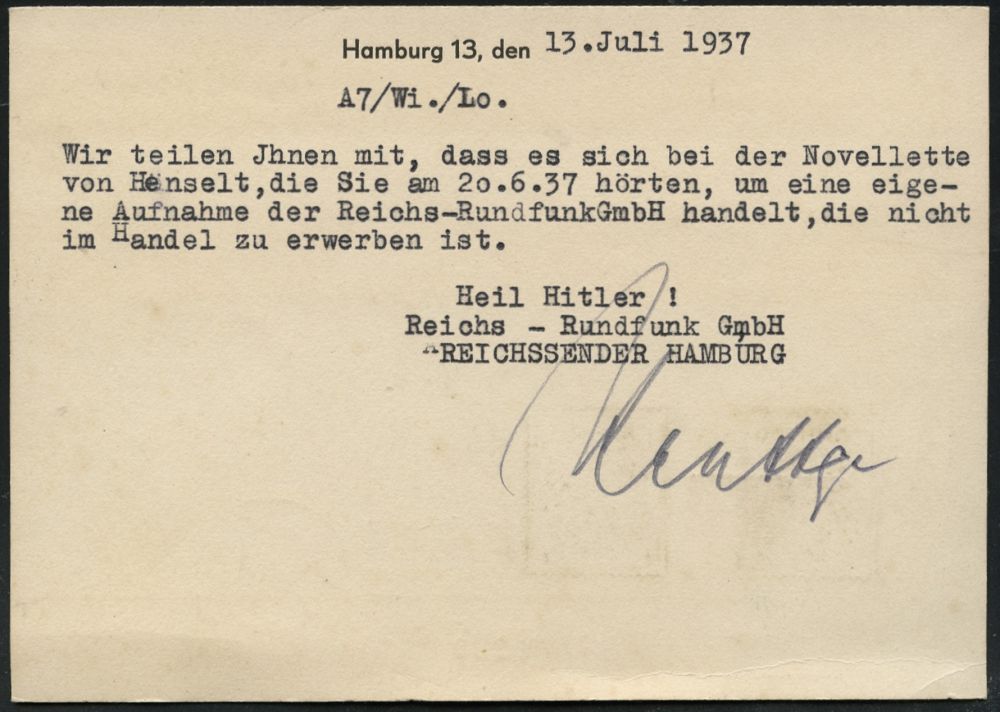 Hamburg 13, den 13.Juli 1937
A7/Wi./Lo.
Wir teilen Jhnen mit, dass es sich bei der Novellette
von Henselt,die Sie am 2o.6.37 hörten, um eine eige-
ne Aufnahme der Reichs-RundfunkGmbH handelt,die nicht
im Handel zu erwerben ist.
Heil Hitler !
Reichs - Rundfunk GmbH
REICHSSENDER HAMBURG